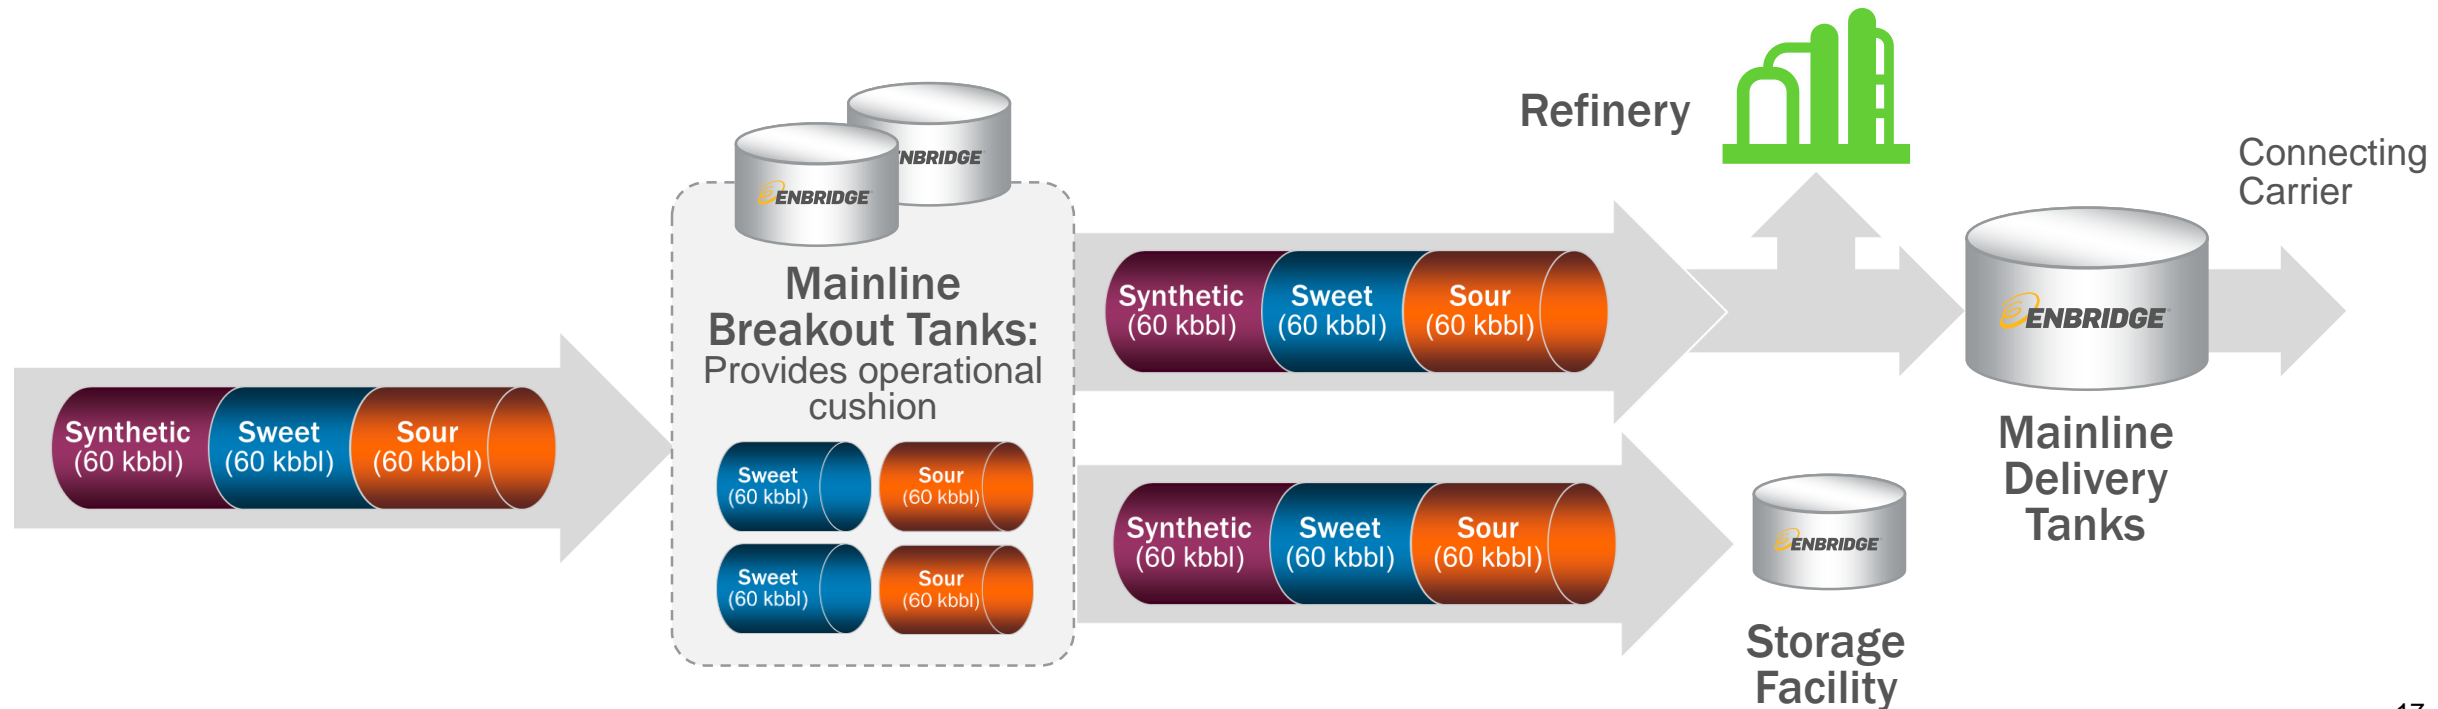 Synthetic
(60 kbbl)
Sweet
(60 kbbl)
Sour
(60 kbbl)
ENBRIDGE
NBRIDGE
Mainline
Breakout Tanks:
Provides operational
cushion
Sweet
(60 kbbl)
Sour
(60 kbbl)
Sweet
(60 kbbl)
Sour
(60 kbbl)
Synthetic
(60 kbbl)
Sweet
(60 kbbl)
Sour
(60 kbbl)
Synthetic
(60 kbbl)
Sweet
(60 kbbl)
Sour
(60 kbbl)
Refinery
ENBRIDGE
Storage
Facility
ENBRIDGE
Mainline
Delivery
Tanks
Connecting
Carrier